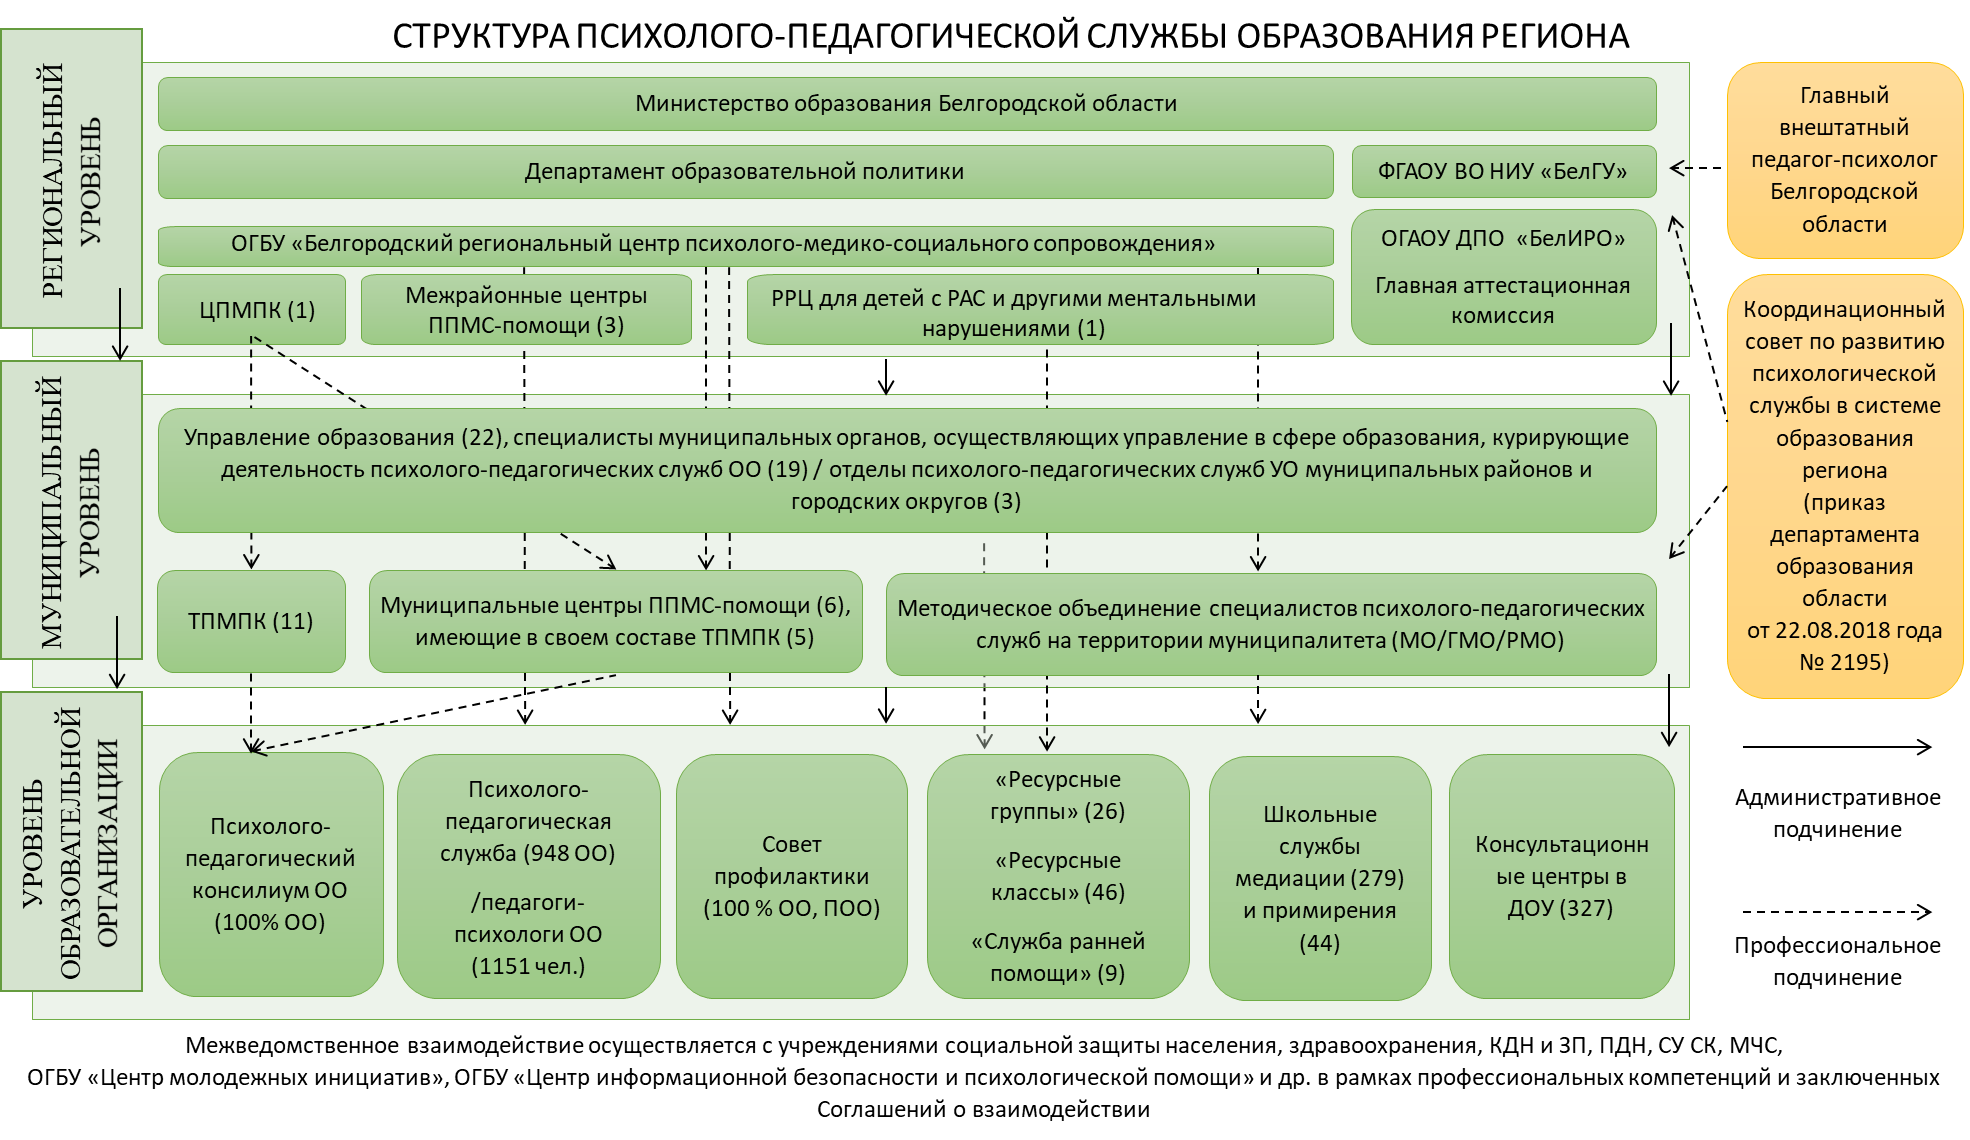 СТРУКТУРА ПСИХОЛОГО-ПЕДАГОГИЧЕСКОЙ СЛУЖБЫ ОБРАЗОВАНИЯ РЕГИОНА
РЕГИОНАЛЬНЫЙ
УРОВЕНЬ
Министерство образования Белгородской области
Департамент образовательной политики
ФГАОУ ВО НИУ «БелГУ»
ОГБУ «Белгородский региональный центр психолого-медико-социального сопровождения»
ОГАОУ ДПО «БелИРО»
Главная аттестационная
комиссия
ЦПМПК (1)
Межрайонные центры
ППМС-помощи (3)
РРЦ для детей с РАС и другими ментальными
нарушениями (1)
Главный
внештатный
педагог-психолог
Белгородской
области
Координационный
совет по развитию
психологической
службы в системе
образования
региона
(приказ
департамента
образования
области
от 22.08.2018 года
№ 2195)
МУНИЦИПАЛЬНЫЙ
УРОВЕНЬ
Управление образования (22), специалисты муниципальных органов, осуществляющих управление в сфере образования, курирующие
деятельность психолого-педагогических служб ОО (19) / отделы психолого-педагогических служб УО муниципальных районов и
городских округов (3)
ТПМПК (11)
Муниципальные центры ППМС-помощи (6),
имеющие в своем составе ТПМПК (5)
Методическое объединение специалистов психолого-педагогических
служб на территории муниципалитета (МО/ГМО/РМО)
УРОВЕНЬ
ОБРАЗОВАТЕЛЬНОЙ
ОРГАНИЗАЦИИ
Психолого-
педагогический
консилиум ОО
(100% ОО)
Психолого-
педагогическая
служба (948 ОО)
/педагоги-
психологи ОО
(1151 чел.)
Совет
профилактики
(100 % ОО, ПОО)
«Ресурсные
группы» (26)
«Ресурсные
классы» (46)
«Служба ранней
помощи» (9)
Школьные
службы
медиации (279)
и примирения
(44)
Консультационн
ые центры в
ДОУ (327)
Административное
подчинение
Профессиональное
подчинение
Межведомственное взаимодействие осуществляется с учреждениями социальной защиты населения, здравоохранения, КДН и ЗП, ПДН, СУ СК, МЧС,
ОГБУ «Центр молодежных инициатив», ОГБУ «Центр информационной безопасности и психологической помощи» и др. в рамках профессиональных компетенций и заключенных
Соглашений о взаимодействии